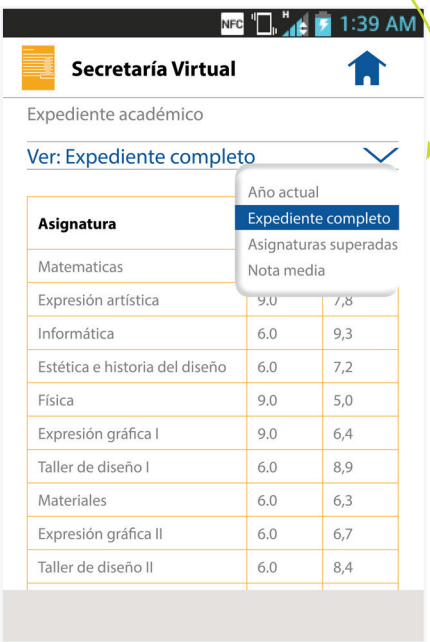 NFC H 1:39 AM
Secretaría Virtual
Expediente académico
Ver: Expediente completo
Año actual
Expediente completo
Asignaturas superadas
Nota media
Asignatura
Matematicas
Expresión artística 9.0 7,8
Informática 6.0 9,3
Estética e historia del diseño 6.0 7,2
Física 9.0 5,0
Expresión gráfica I 9.0 6,4
Taller de diseño I 6.0 8,9
Materiales 6.0 6,3
Expresión gráfica II 6.0 6,7
Taller de diseño II 6.0 8,4